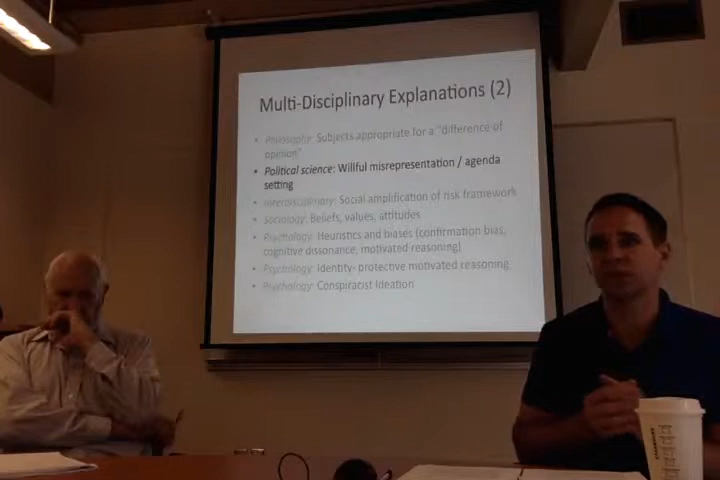 Multi-Disciplinary Explanations (2)
• Philosophy: Subjects appropriate for a "difference of
opinion"
• Political science: Willful misrepresentation / agenda
setting
• Interdisciplinary: Social amplification of risk framework
• Sociology: Beliefs, values, attitudes
• Psychology: Heuristics and biases (confirmation bias,
cognitive dissonance, motivated reasoning)
• Psychology: Identity- protective motivated reasoning
• Psychology: Conspiracist Ideation